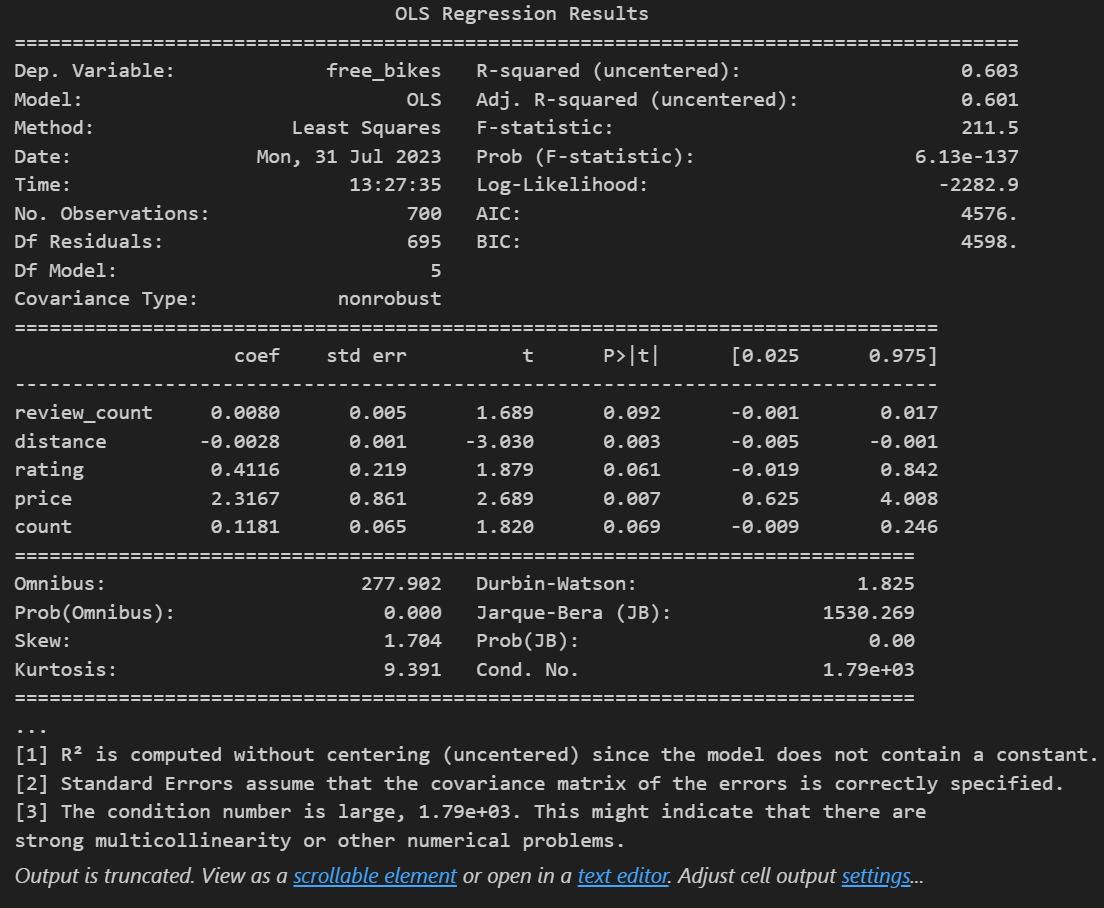 OLS Regression Results
==============================================================================
Dep. Variable: free_bikes R-squared (uncentered): 0.603
Model: OLS Adj. R-squared (uncentered): 0.601
Method: Least Squares F-statistic: 211.5
Date: Mon, 31 Jul 2023 Prob (F-statistic): 6.13e-137
Time: 13:27:35 Log-Likelihood: -2282.9
No. Observations: 700 AIC: 4576.
Df Residuals: 695 BIC: 4598.
Df Model: 5
Covariance Type: nonrobust
==============================================================================
coef std err t P>|t| [0.025 0.975]
------------------------------------------------------------------------------
review_count 0.0080 0.005 1.689 0.092 -0.001 0.017
distance -0.0028 0.001 -3.030 0.003 -0.005 -0.001
rating 0.4116 0.219 1.879 0.061 -0.019 0.842
price 2.3167 0.861 2.689 0.007 0.625 4.008
count 0.1181 0.065 1.820 0.069 -0.009 0.246
==============================================================================
Omnibus: 277.902 Durbin-Watson: 1.825
Prob(Omnibus): 0.000 Jarque-Bera (JB): 1530.269
Skew: 1.704 Prob(JB): 0.00
Kurtosis: 9.391 Cond. No. 1.79e+03
==============================================================================
...
[1] R² is computed without centering (uncentered) since the model does not contain a constant.
[2] Standard Errors assume that the covariance matrix of the errors is correctly specified.
[3] The condition number is large, 1.79e+03. This might indicate that there are
strong multicollinearity or other numerical problems.
Output is truncated. View as a scrollable element or open in a text editor. Adjust cell output settings...